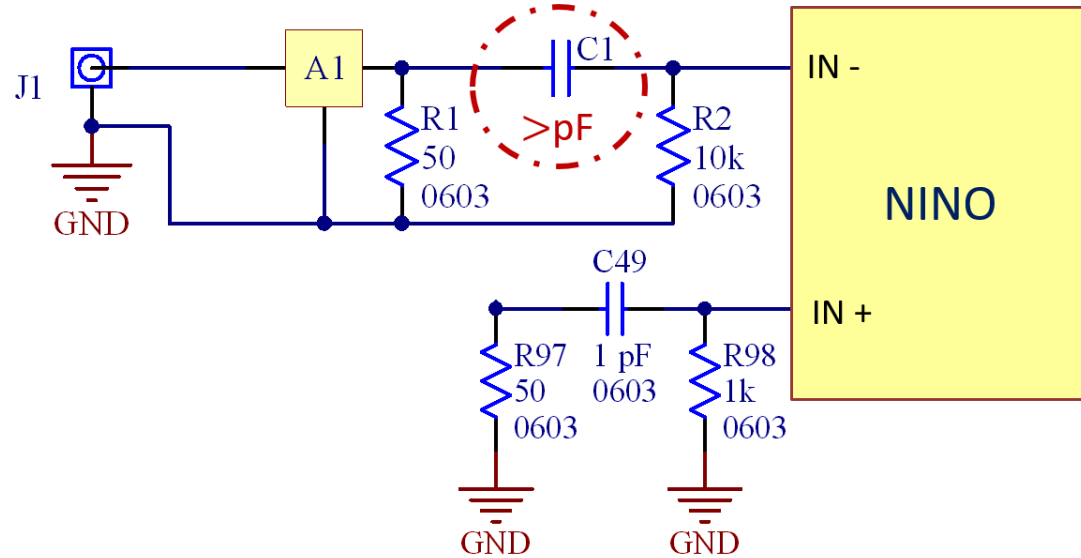 J1
GND
A1
R1
50
0603
C1
>pF
R2
10k
0603
IN -
NINO
IN +
C49
1 pF
0603
R97
50
0603
R98
1k
0603
GND
GND